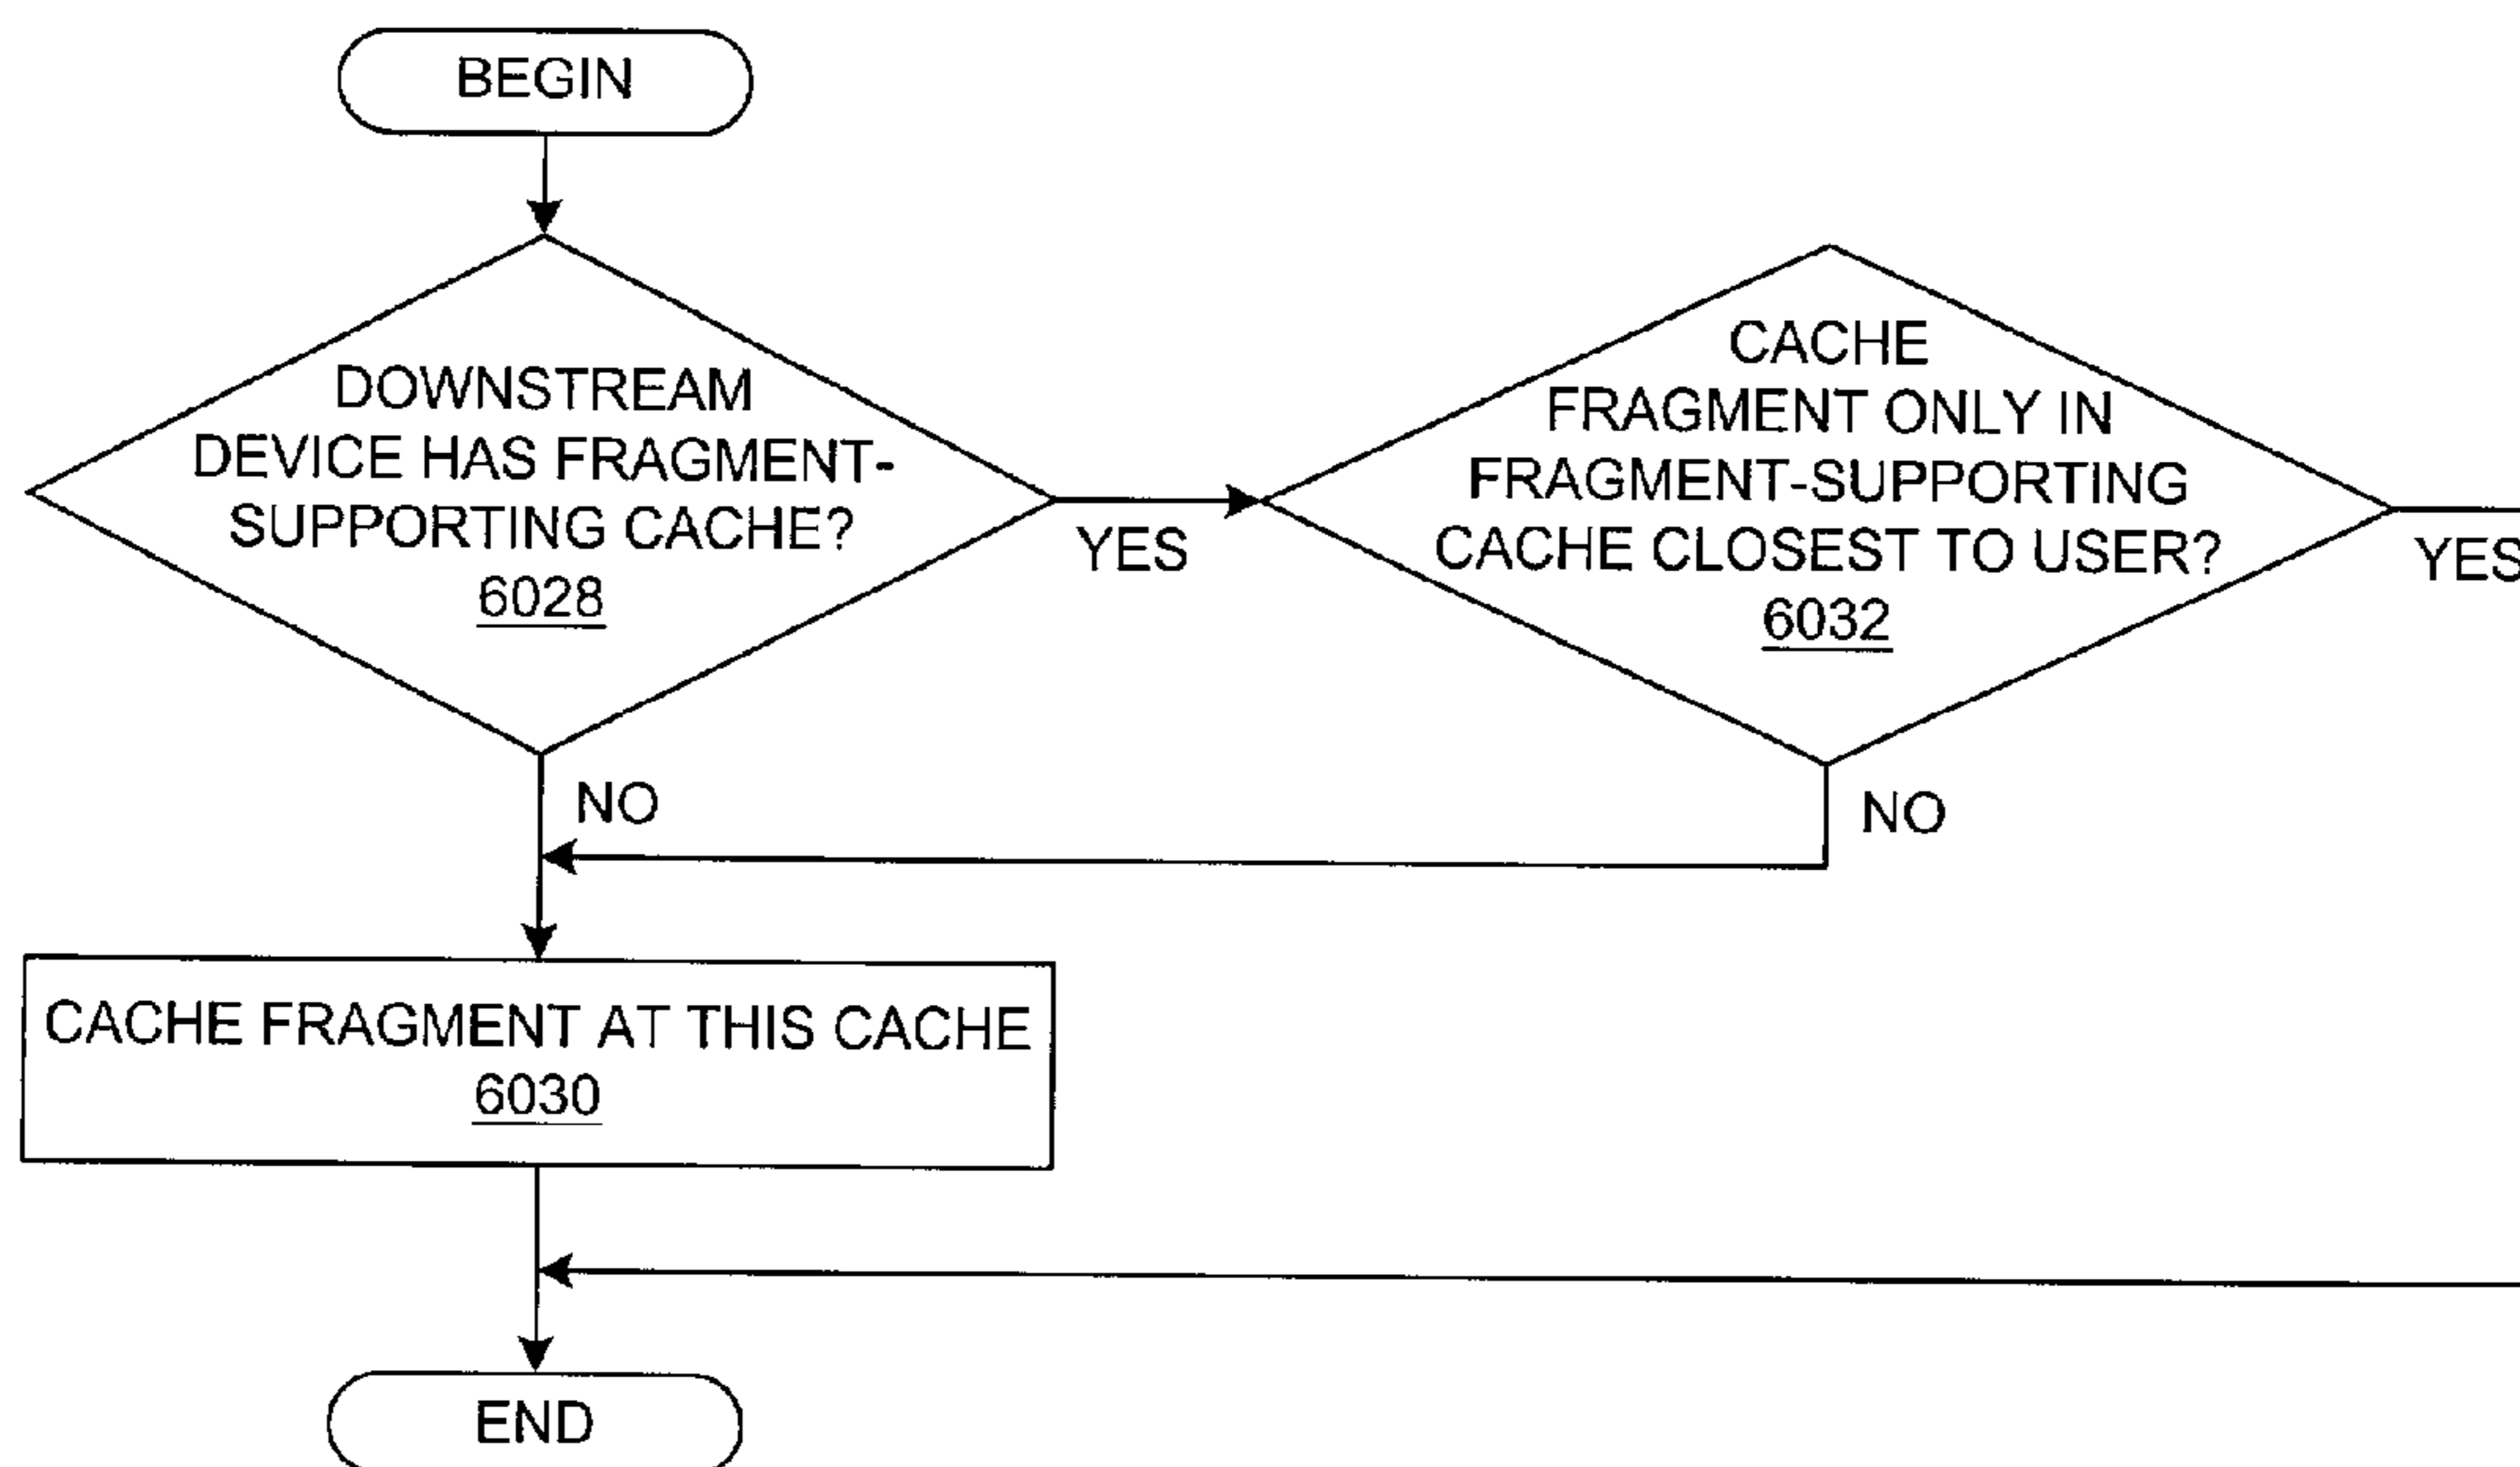 BEGIN
DOWNSTREAM
DEVICE HAS FRAGMENT-
SUPPORTING CACHE?
6028
YES
CACHE
FRAGMENT ONLY IN
FRAGMENT-SUPPORTING
CACHE CLOSEST TO USER?
6032
YES
NO
NO
CACHE FRAGMENT AT THIS CACHE
6030
END